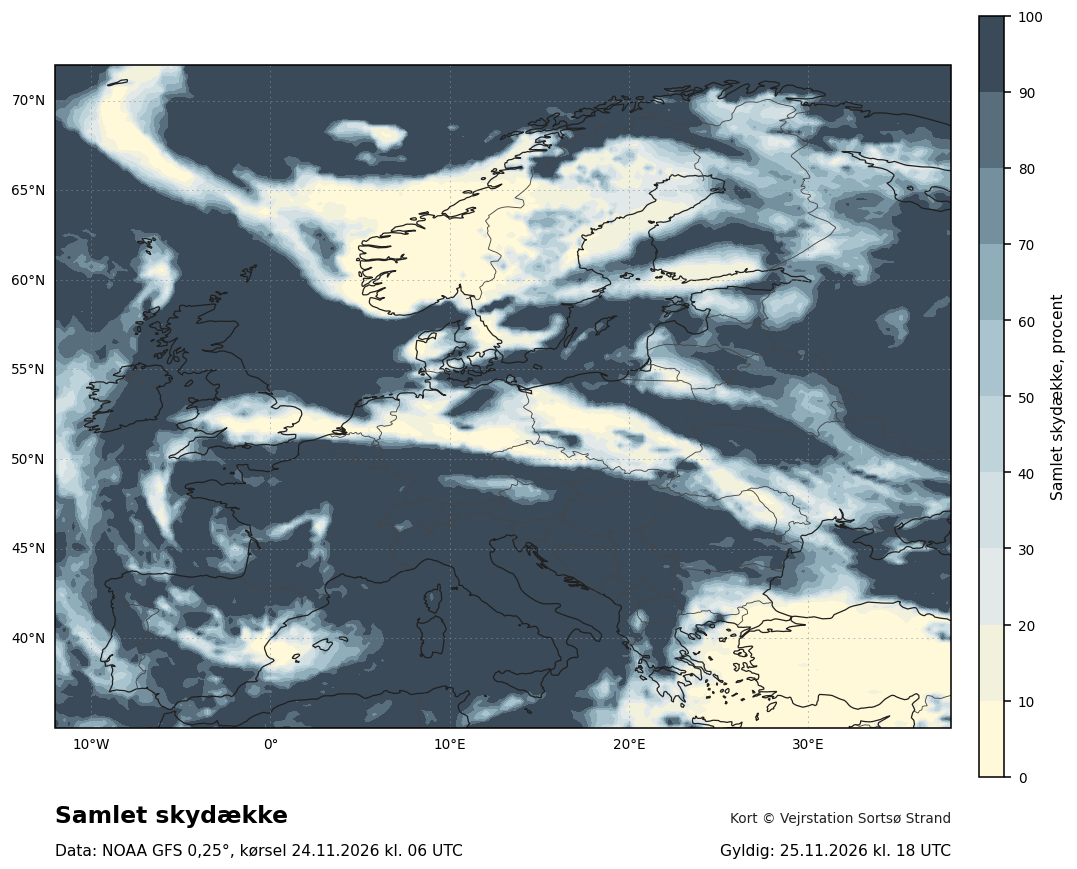 100
90
80
70
60
50
40
30
20
10
0
Samlet skydække, procent
70°N
65°N
60°N
55°N
50°N
45°N
40°N
10°W
0°
10°E
20°E
30°E
Samlet skydække
Kort © Vejrstation Sortsø Strand
Data: NOAA GFS 0,25°, kørsel 24.11.2026 kl. 06 UTC
Gyldig: 25.11.2026 kl. 18 UTC